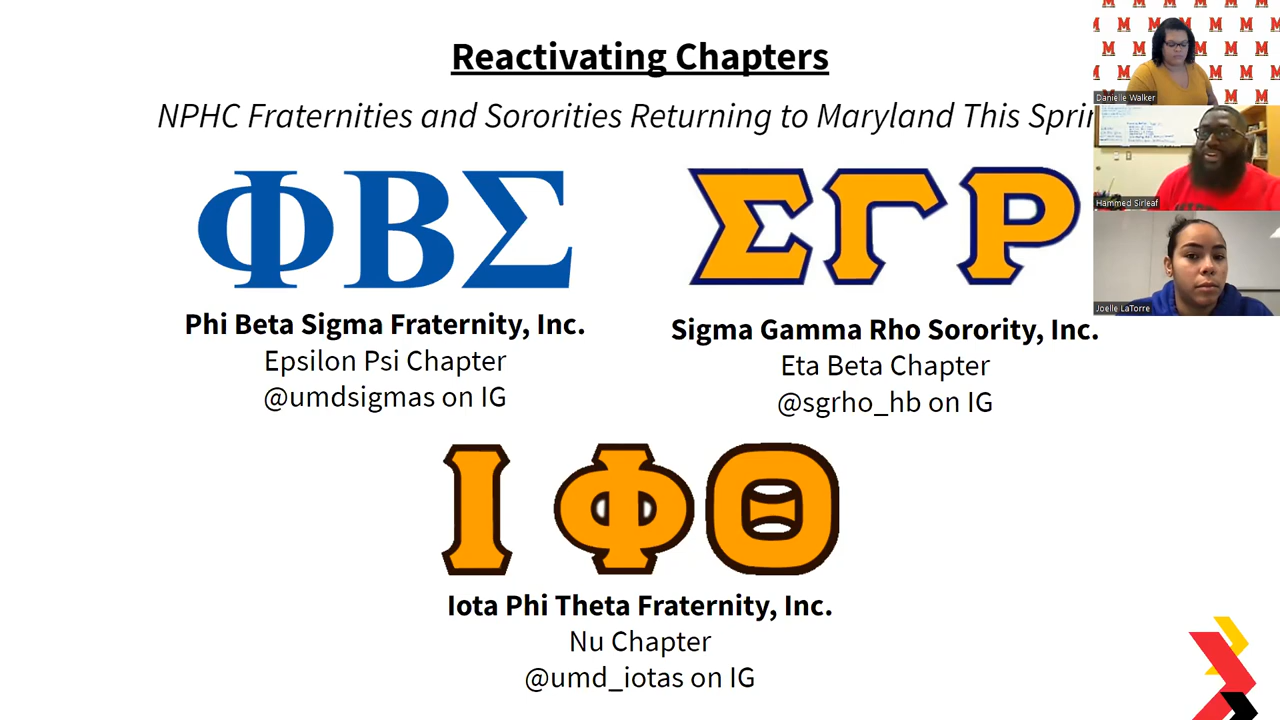 Reactivating Chapters
NPHC Fraternities and Sororities Returning to Maryland This Sprin
ΦΒΣ
ΣΓΡ
Phi Beta Sigma Fraternity, Inc.
Epsilon Psi Chapter
@umdsigmas on IG
Sigma Gamma Rho Sorority, Inc.
Eta Beta Chapter
@sgrho_hb on IG
ΙΦΘ
Iota Phi Theta Fraternity, Inc.
Nu Chapter
@umd_iotas on IG
Danielle Walker
Hammed Sirleaf
Joelle LaTorre